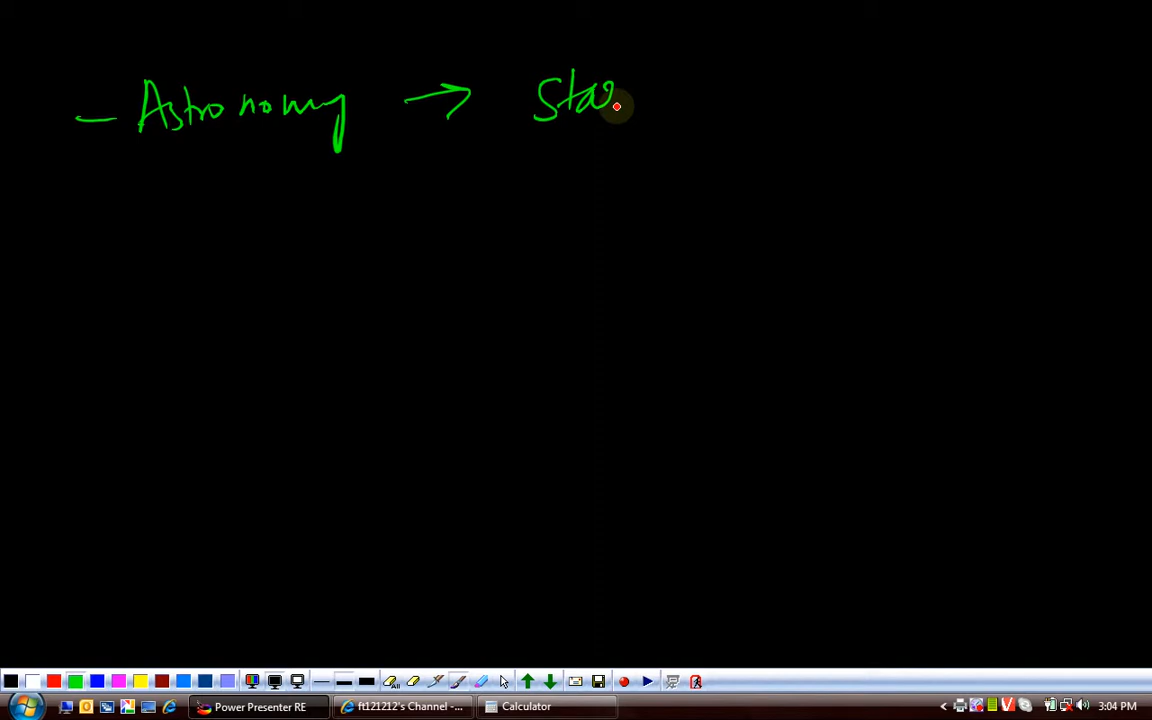 - Astronomy → Star
Power Presenter RE
ft121212's Channel -...
Calculator
3:04 PM